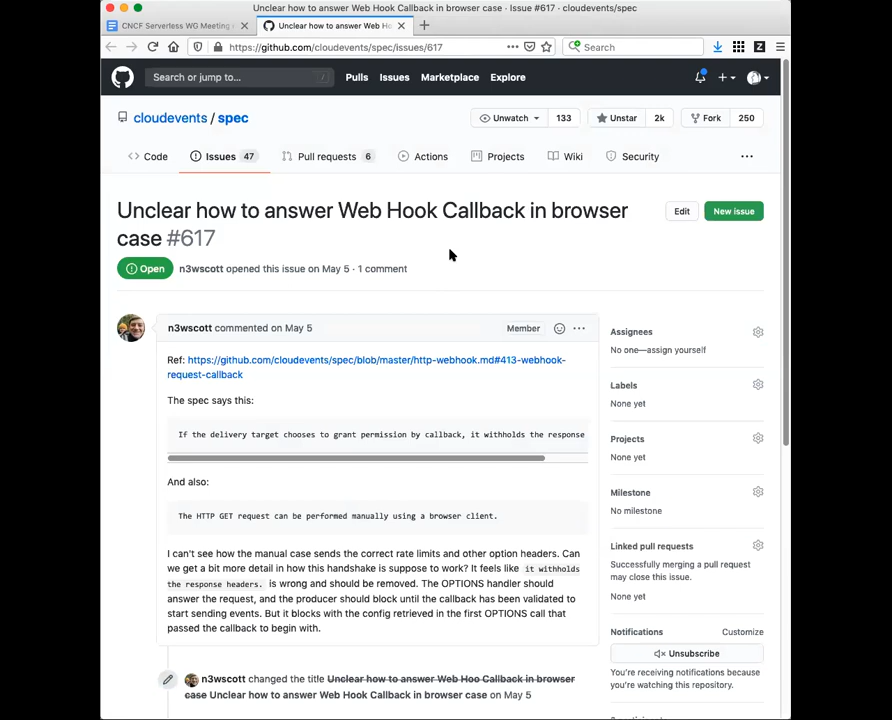 Unclear how to answer Web Hook Callback in browser case · Issue #617 · cloudevents/spec
CNCF Serverless WG Meeting
Unclear how to answer Web Ho
https://github.com/cloudevents/spec/issues/617
Search
Search or jump to...
/
Pulls
Issues
Marketplace
Explore
cloudevents / spec
Unwatch
133
Unstar
2k
Fork
250
Code
Issues 47
Pull requests 6
Actions
Projects
Wiki
Security
Unclear how to answer Web Hook Callback in browser
case #617
Edit
New issue
Open
n3wscott opened this issue on May 5 · 1 comment
n3wscott commented on May 5
Member
Ref: https://github.com/cloudevents/spec/blob/master/http-webhook.md#413-webhook-
request-callback
The spec says this:
If the delivery target chooses to grant permission by callback, it withholds the response
And also:
The HTTP GET request can be performed manually using a browser client.
I can't see how the manual case sends the correct rate limits and other option headers. Can
we get a bit more detail in how this handshake is suppose to work? It feels like it withholds
the response headers. is wrong and should be removed. The OPTIONS handler should
answer the request, and the producer should block until the callback has been validated to
start sending events. But it blocks with the config retrieved in the first OPTIONS call that
passed the callback to begin with.
n3wscott changed the title Unclear how to answer Web Hoo Callback in browser
case Unclear how to answer Web Hook Callback in browser case on May 5
Assignees
No one—assign yourself
Labels
None yet
Projects
None yet
Milestone
No milestone
Linked pull requests
Successfully merging a pull request
may close this issue.
None yet
Notifications
Customize
Unsubscribe
You're receiving notifications because
you're watching this repository.